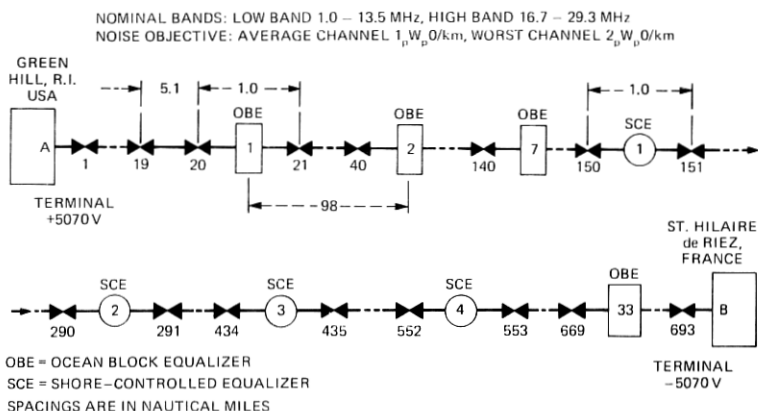 NOMINAL BANDS: LOW BAND 1.0 – 13.5 MHz, HIGH BAND 16.7 – 29.3 MHz
NOISE OBJECTIVE: AVERAGE CHANNEL 1pWp0/km, WORST CHANNEL 2pWp0/km
GREEN
HILL, R.I.
USA
5.1
1.0
1.0
OBE
OBE
OBE
SCE
A
1
2
7
1
1
19
20
21
40
140
150
151
TERMINAL
+5070 V
98
ST. HILAIRE
de RIEZ,
FRANCE
SCE
SCE
SCE
OBE
2
3
4
33
B
290
291
434
435
552
553
669
693
OBE = OCEAN BLOCK EQUALIZER
SCE = SHORE–CONTROLLED EQUALIZER
SPACINGS ARE IN NAUTICAL MILES
TERMINAL
–5070 V